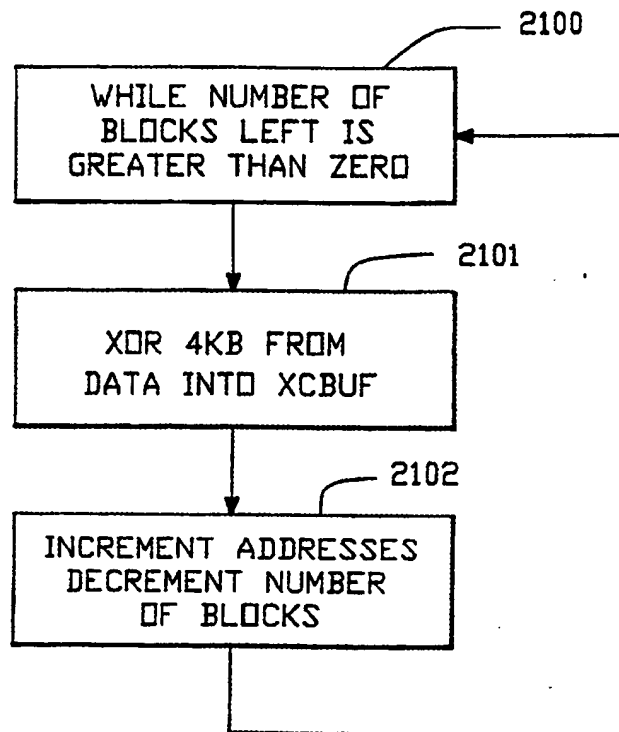 2100
WHILE NUMBER OF
BLOCKS LEFT IS
GREATER THAN ZERO
2101
XOR 4KB FROM
DATA INTO XCBUF
2102
INCREMENT ADDRESSES
DECREMENT NUMBER
OF BLOCKS